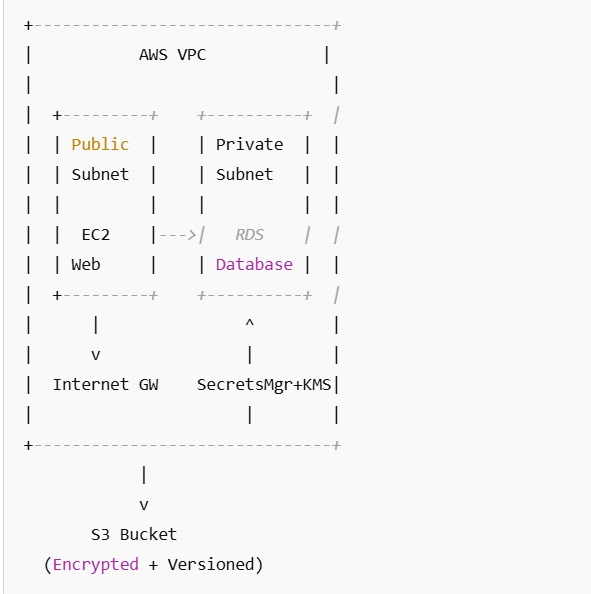 +-------------------------------+
|           AWS VPC            |
|                               |
|  +---------+    +----------+  |
|  | Public  |    | Private  |  |
|  | Subnet  |    | Subnet   |  |
|  |         |    |          |  |
|  |  EC2    |--->|   RDS    |  |
|  | Web     |    | Database |  |
|  +---------+    +----------+  |
|      |               ^        |
|      v               |        |
|  Internet GW    SecretsMgr+KMS|
|                      |        |
+-------------------------------+
           |
           v
      S3 Bucket
 (Encrypted + Versioned)